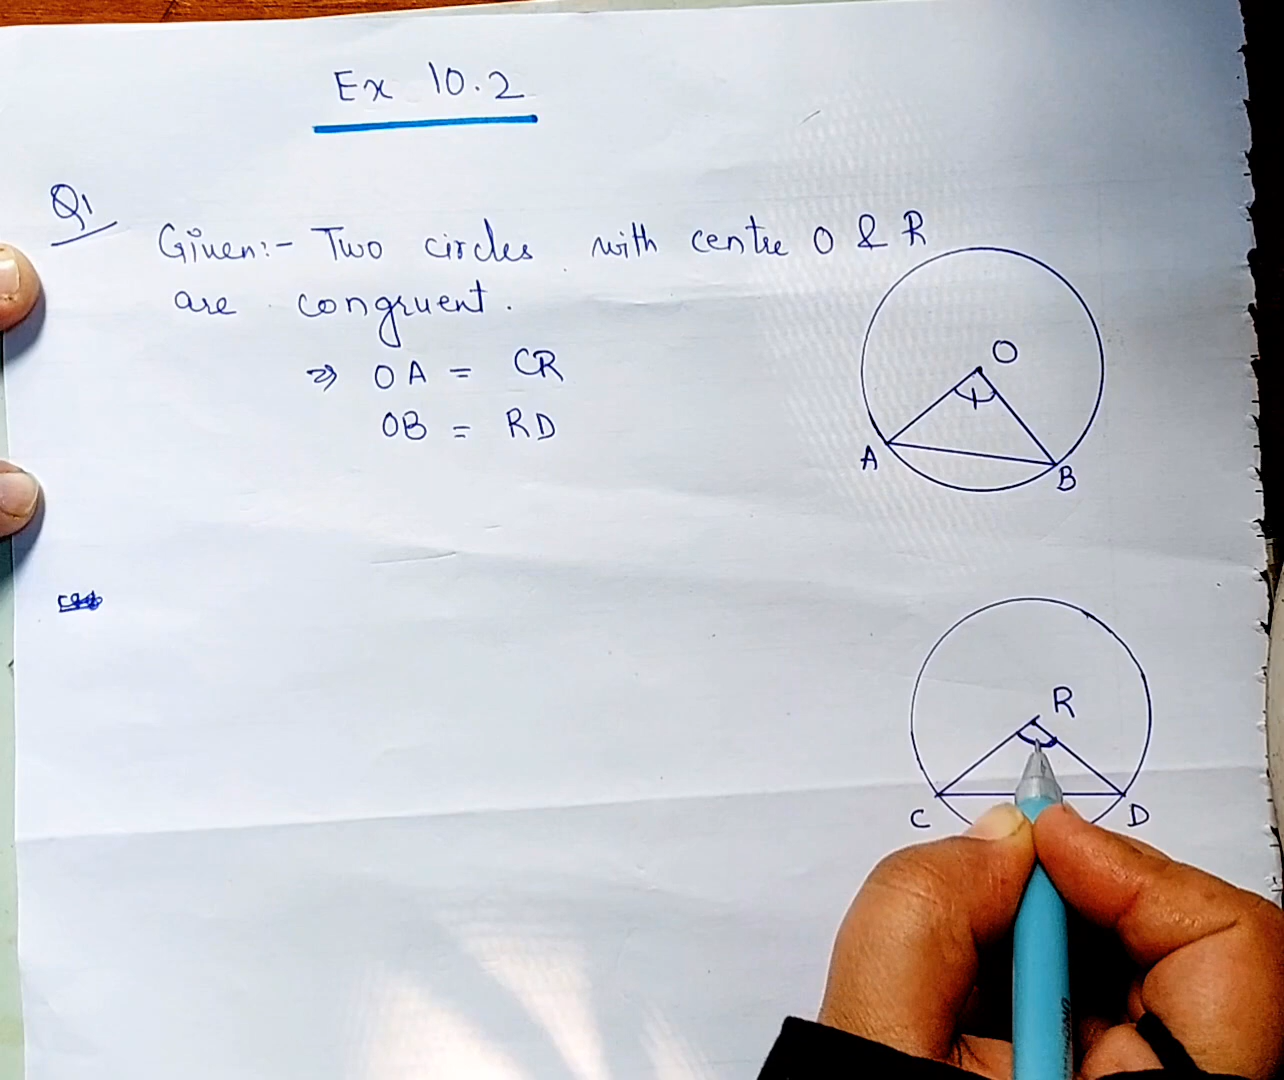 Ex 10.2
Q1
Given:- Two circles with centre O & R
are congruent.
⇒ OA = CR
OB = RD
O
A
B
R
C
D